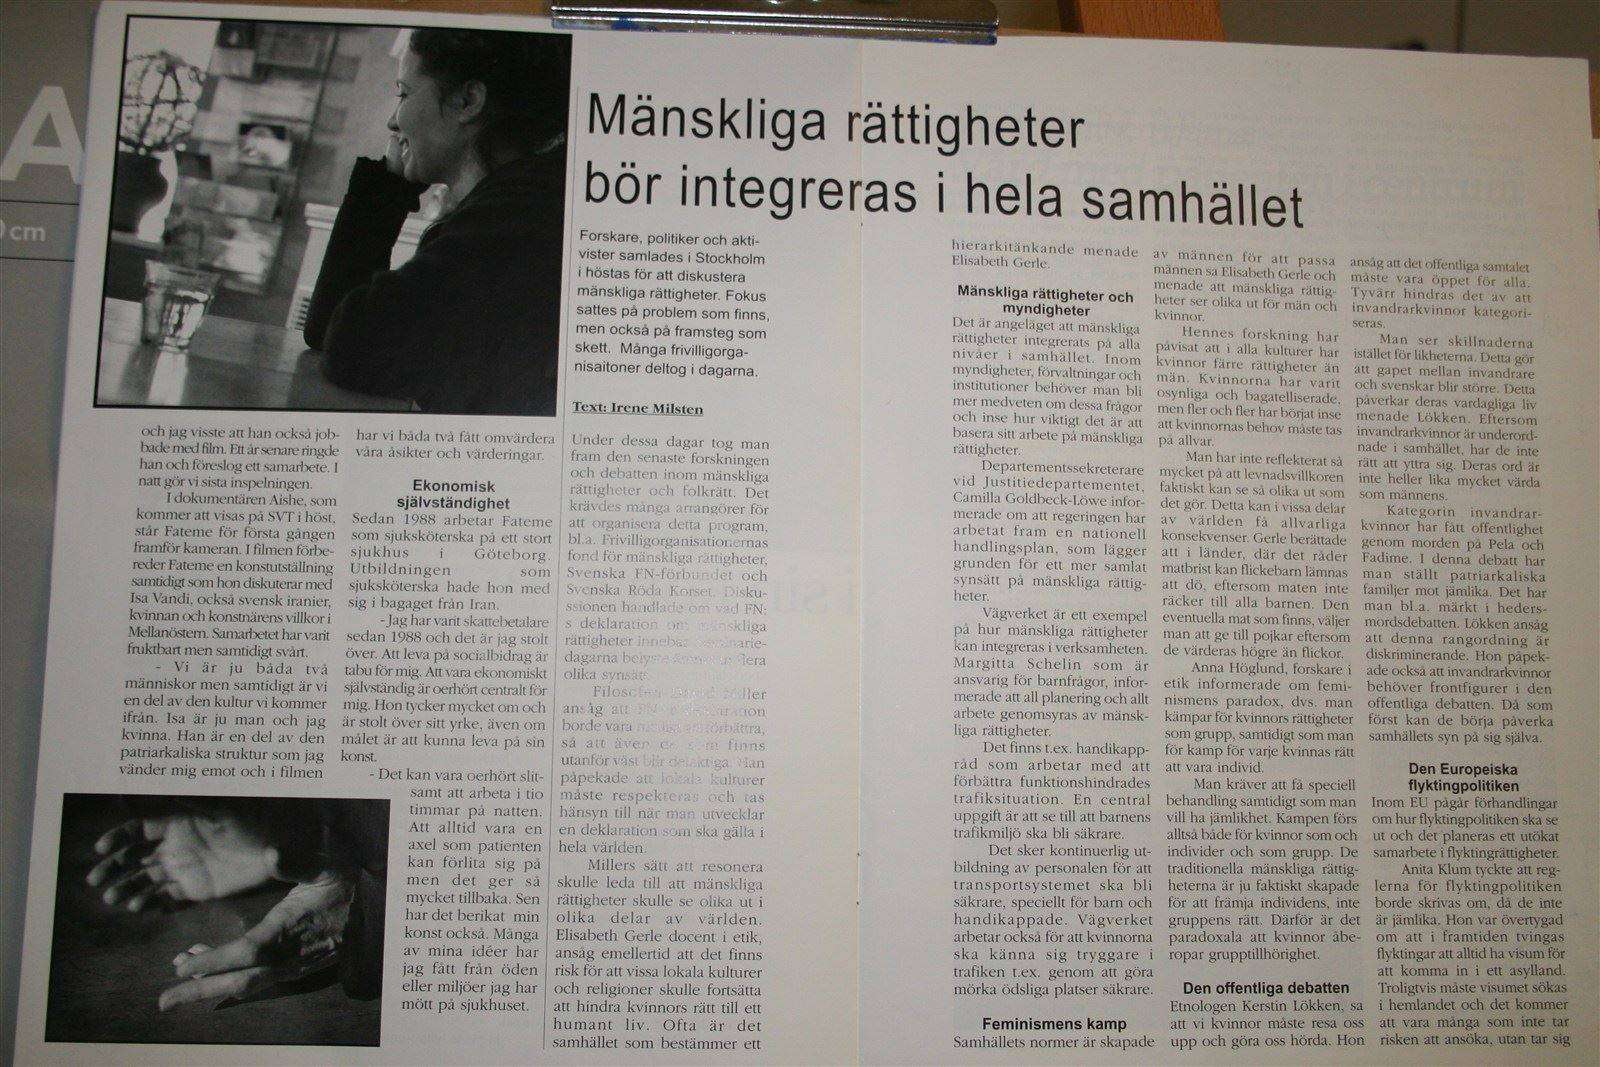 A
cm
Mänskliga rättigheter
bör integreras i hela samhället
och jag visste att han också job-
bade med film. Ett år senare ringde
han och föreslog ett samarbete. I
natt gör vi sista inspelningen.
I dokumentären Aishe, som
kommer att visas på SVT i höst,
står Fateme för första gången
framför kameran. I filmen förbe-
reder Fateme en konstutställning
samtidigt som hon diskuterar med
Isa Vandi, också svensk iranier,
kvinnan och konstnärens villkor i
Mellanöstern. Samarbetet har varit
fruktbart men samtidigt svårt.
- Vi är ju båda två
människor men samtidigt är vi
en del av den kultur vi kommer
ifrån. Isa är ju man och jag
kvinna. Han är en del av den
patriarkaliska struktur som jag
vänder mig emot och i filmen
har vi båda två fått omvärdera
våra åsikter och värderingar.
Ekonomisk
självständighet
Sedan 1988 arbetar Fateme
som sjuksköterska på ett stort
sjukhus i Göteborg.
Utbildningen som
sjuksköterska hade hon med
sig i bagaget från Iran.
- Jag har varit skattebetalare
sedan 1988 och det är jag stolt
över. Att leva på socialbidrag är
tabu för mig. Att vara ekonomiskt
självständig är oerhört centralt för
mig. Hon tycker mycket om och
är stolt över sitt yrke, även om
målet är att kunna leva på sin
konst.
- Det kan vara oerhört slit-
samt att arbeta i tio
timmar på natten.
Att alltid vara en
axel som patienten
kan förlita sig på
men det ger så
mycket tillbaka. Sen
har det berikat min
konst också. Många
av mina idéer har
jag fått från öden
eller miljöer jag har
mött på sjukhuset.
Forskare, politiker och akti-
vister samlades i Stockholm
i höstas för att diskustera
mänskliga rättigheter. Fokus
sattes på problem som finns,
men också på framsteg som
skett. Många frivilligorga-
nisaitoner deltog i dagarna.
Text: Irene Milsten
Under dessa dagar tog man
fram den senaste forskningen
och debatten inom mänskliga
rättigheter och folkrätt. Det
krävdes många arrangörer för
att organisera detta program,
bl.a. Frivilligorganisationernas
fond för mänskliga rättigheter,
Svenska FN-förbundet och
Svenska Röda Korset. Disku-
ssionen handlade om vad FN:
s deklaration om mänskliga
rättigheter innebär.
dagarna belyste flera
olika synsätt.
Filosofen Miller
ansåg att FN
borde vara
så att även finns
utanför väst blir delaktiga. Han
påpekade att lokala kulturer
måste respekteras och tas
hänsyn till när man utvecklar
en deklaration som ska gälla i
hela världen.
Millers sätt att resonera
skulle leda till att mänskliga
rättigheter skulle se olika ut i
olika delar av världen.
Elisabeth Gerle docent i etik,
ansåg emellertid att det finns
risk för att vissa lokala kulturer
och religioner skulle fortsätta
att hindra kvinnors rätt till ett
humant liv. Ofta är det
samhället som bestämmer ett
hierarkitänkande menade
Elisabeth Gerle.
Mänskliga rättigheter och
myndigheter
Det är angeläget att mänskliga
rättigheter integrerats på alla
nivåer i samhället. Inom
myndigheter, förvaltningar och
institutioner behöver man bli
mer medveten om dessa frågor
och inse hur viktigt det är att
basera sitt arbete på mänskliga
rättigheter.
Departementssekreterare
vid Justitiedepartementet,
Camilla Goldbeck-Löwe infor-
merade om att regeringen har
arbetat fram en nationell
handlingsplan, som lägger
grunden för ett mer samlat
synsätt på mänskliga rättig-
heter.
Vägverket är ett exempel
på hur mänskliga rättigheter
kan integreras i verksamheten.
Margitta Schelin som är
ansvarig för barnfrågor, infor-
merade att all planering och allt
arbete genomsyras av mänsk-
liga rättigheter.
Det finns t.ex. handikapp-
råd som arbetar med att
förbättra funktionshindrades
trafiksituation. En central
uppgift är att se till att barnens
trafikmiljö ska bli säkrare.
Det sker kontinuerlig ut-
bildning av personalen för att
transportsystemet ska bli
säkrare, speciellt för barn och
handikappade. Vägverket
arbetar också för att kvinnorna
ska känna sig tryggare i
trafiken t.ex. genom att göra
mörka ödsliga platser säkrare.
Feminismens kamp
Samhällets normer är skapade
av männen för att passa
männen sa Elisabeth Gerle och
menade att mänskliga rättig-
heter ser olika ut för män och
kvinnor.
Hennes forskning har
påvisat att i alla kulturer har
kvinnor färre rättigheter än
män. Kvinnorna har varit
osynliga och bagatelliserade,
men fler och fler har börjat inse
att kvinnornas behov måste tas
på allvar.
Man har inte reflekterat så
mycket på att levnadsvillkoren
faktiskt kan se så olika ut som
det gör. Detta kan i vissa delar
av världen få allvarliga
konsekvenser. Gerle berättade
att i länder, där det råder
matbrist kan flickebarn lämnas
att dö, eftersom maten inte
räcker till alla barnen. Den
eventuella mat som finns, väljer
man att ge till pojkar eftersom
de värderas högre än flickor.
Anna Höglund, forskare i
etik informerade om femi-
nismens paradox, dvs. man
kämpar för kvinnors rättigheter
som grupp, samtidigt som man
för kamp för varje kvinnas rätt
att vara individ.
Man kräver att få speciell
behandling samtidigt som man
vill ha jämlikhet. Kampen förs
alltså både för kvinnor som och
individer och som grupp. De
traditionella mänskliga rättig-
heterna är ju faktiskt skapade
för att främja individens, inte
gruppens rätt. Därför är det
paradoxala att kvinnor åbe-
ropar grupptillhörighet.
Den offentliga debatten
Etnologen Kerstin Lökken, sa
att vi kvinnor måste resa oss
upp och göra oss hörda. Hon
ansåg att det offentliga samtalet
måste vara öppet för alla.
Tyvärr hindras det av att
invandrarkvinnor kategori-
seras.
Man ser skillnaderna
istället för likheterna. Detta gör
att gapet mellan invandrare
och svenskar blir större. Detta
påverkar deras vardagliga liv
menade Lökken. Eftersom
invandrarkvinnor är underord-
nade i samhället, har de inte
rätt att yttra sig. Deras ord är
inte heller lika mycket värda
som männens.
Kategorin invandrar-
kvinnor har fått offentlighet
genom morden på Pela och
Fadime. I denna debatt har
man ställt patriarkaliska
familjer mot jämlika. Det har
man bl.a. märkt i heders-
mordsdebatten. Lökken ansåg
att denna rangordning är
diskriminerande. Hon påpek-
ade också att invandrarkvinnor
behöver frontfigurer i den
offentliga debatten. Då som
först kan de börja påverka
samhällets syn på sig själva.
Den Europeiska
flyktingpolitiken
Inom EU pågår förhandlingar
om hur flyktingpolitiken ska se
ut och det planeras ett utökat
samarbete i flyktingrättigheter.
Anita Klum tyckte att reg-
lerna för flyktingpolitiken
borde skrivas om, då de inte
är jämlika. Hon var övertygad
om att i framtiden tvingas
flyktingar att alltid ha visum för
att komma in i ett asylland.
Troligtvis måste visumet sökas
i hemlandet och det kommer
att vara många som inte tar
risken att ansöka, utan tar sig